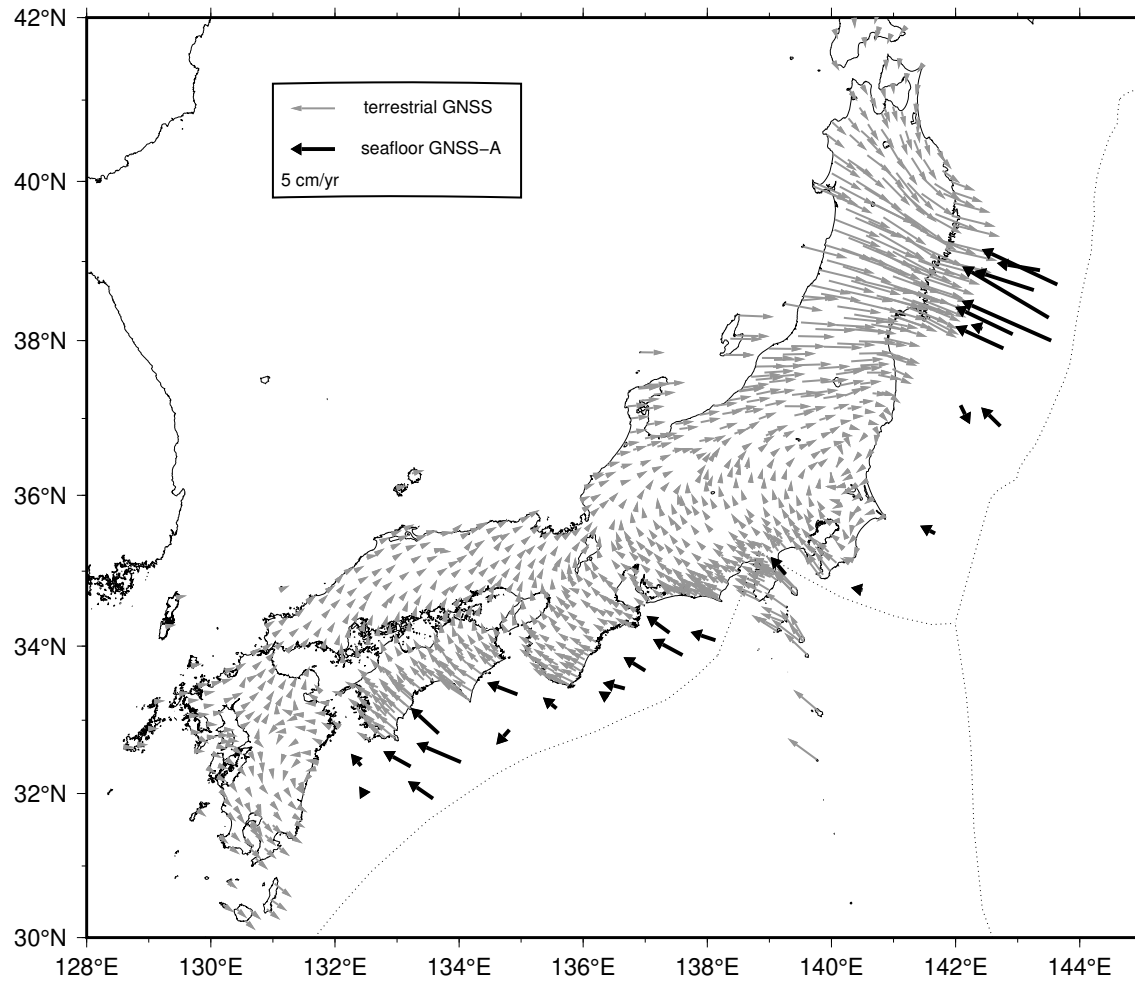 42°N
terrestrial GNSS
seafloor GNSS−A
5 cm/yr
40°N
38°N
36°N
34°N
32°N
30°N
128°E 130°E 132°E 134°E 136°E 138°E 140°E 142°E 144°E